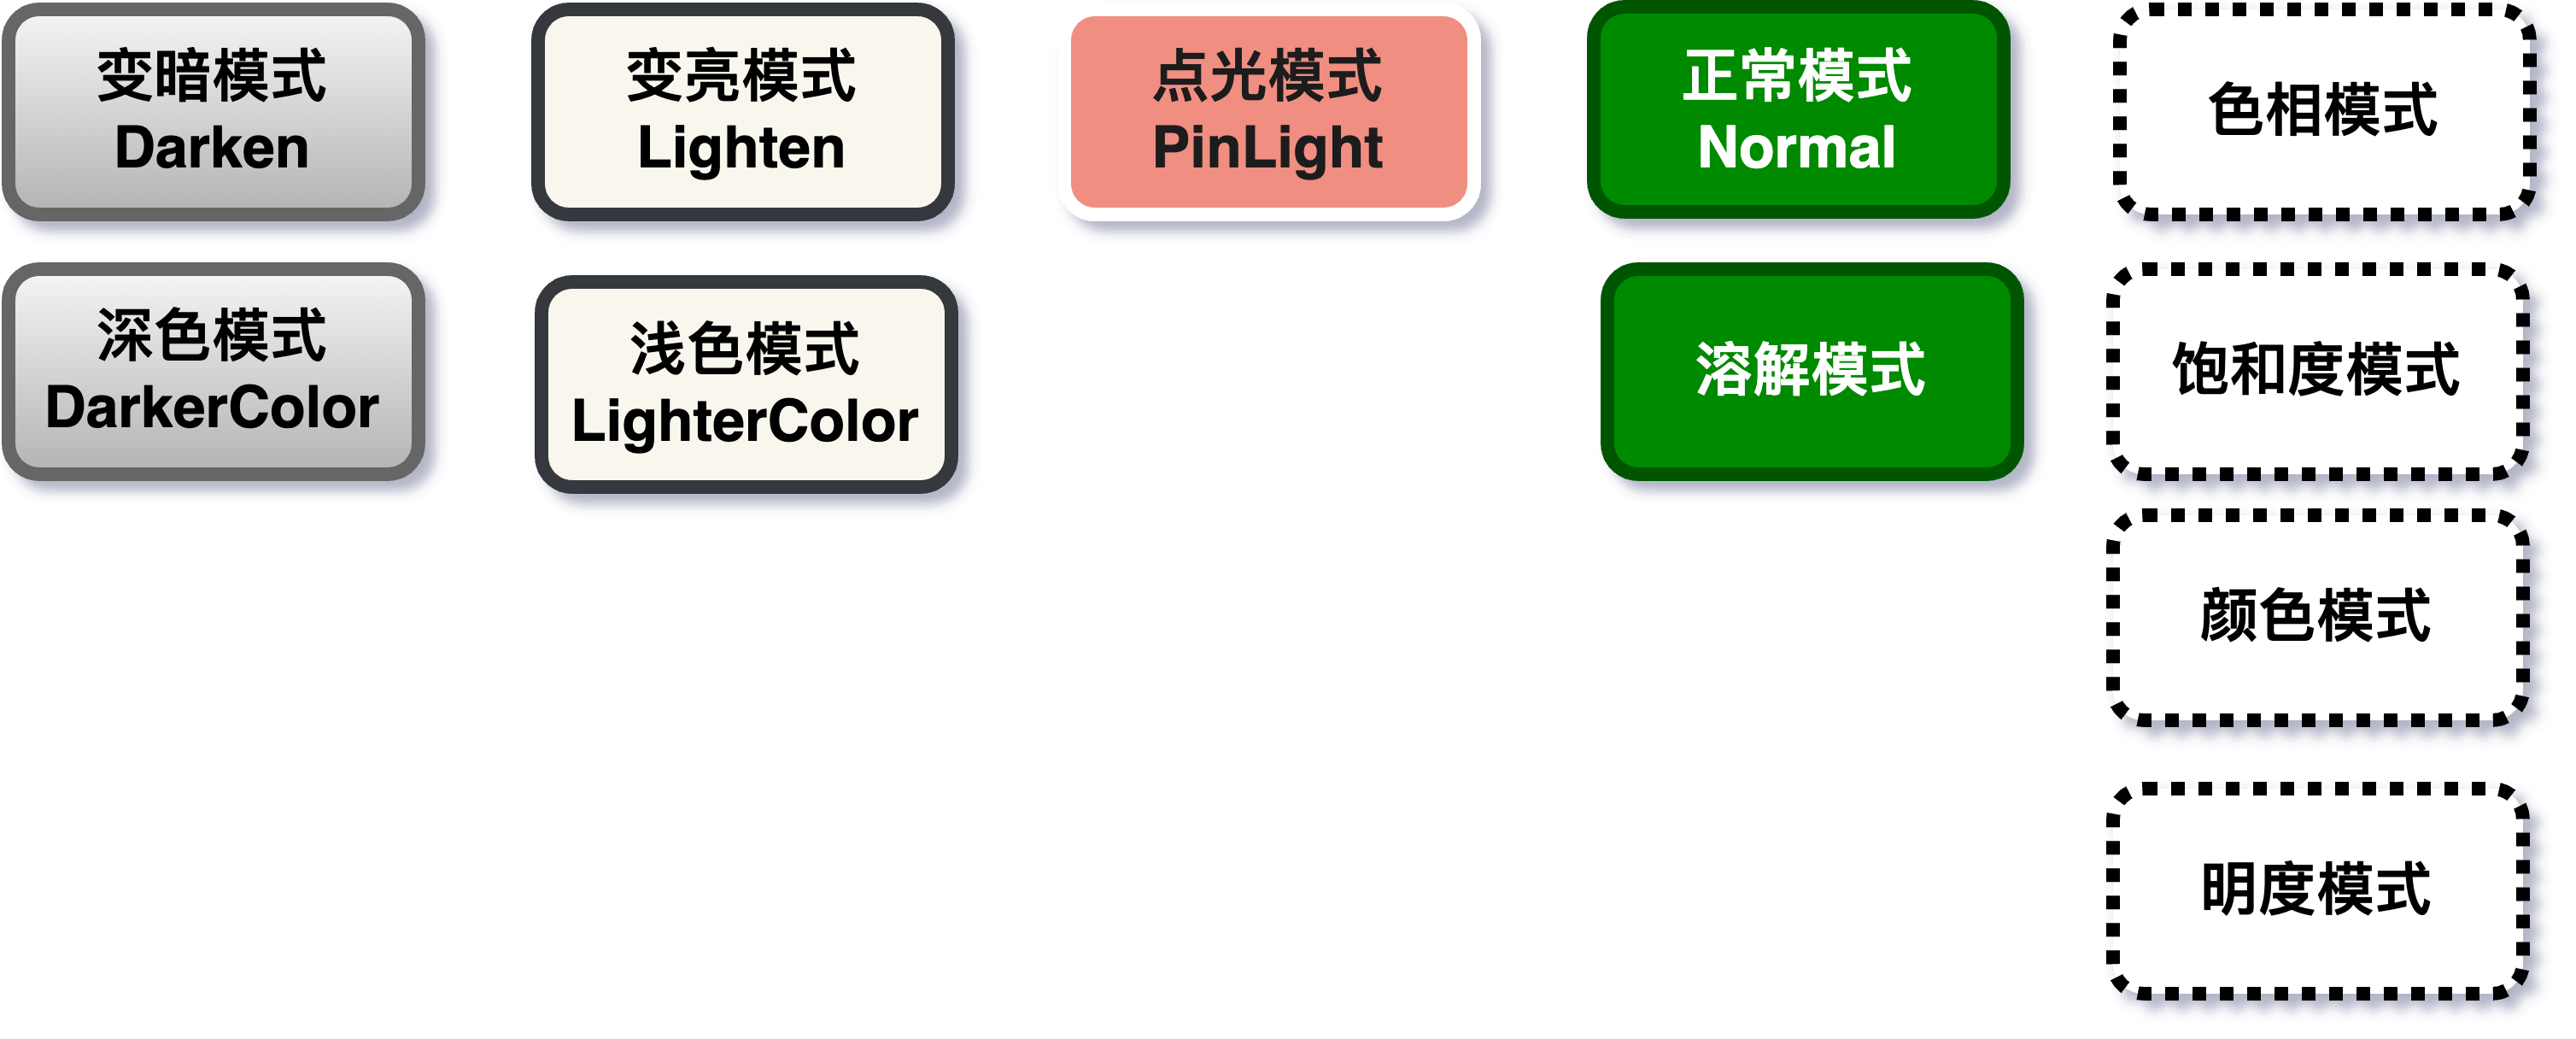 变暗模式
Darken
变亮模式
Lighten
点光模式
PinLight
正常模式
Normal
色相模式
深色模式
DarkerColor
浅色模式
LighterColor
溶解模式
饱和度模式
颜色模式
明度模式